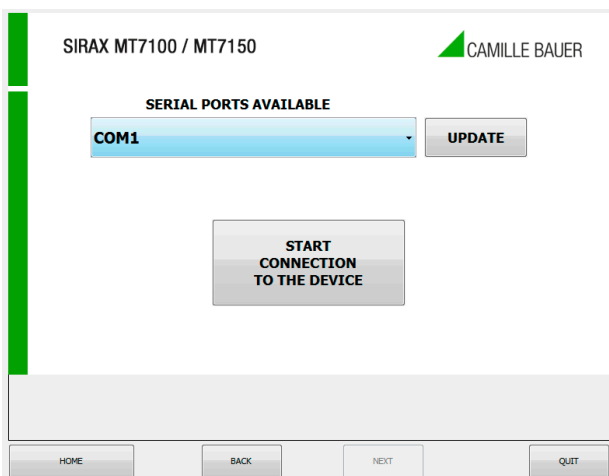 SIRAX MT7100 / MT7150
CAMILLE BAUER
SERIAL PORTS AVAILABLE
COM1
UPDATE
START
CONNECTION
TO THE DEVICE
HOME
BACK
NEXT
QUIT